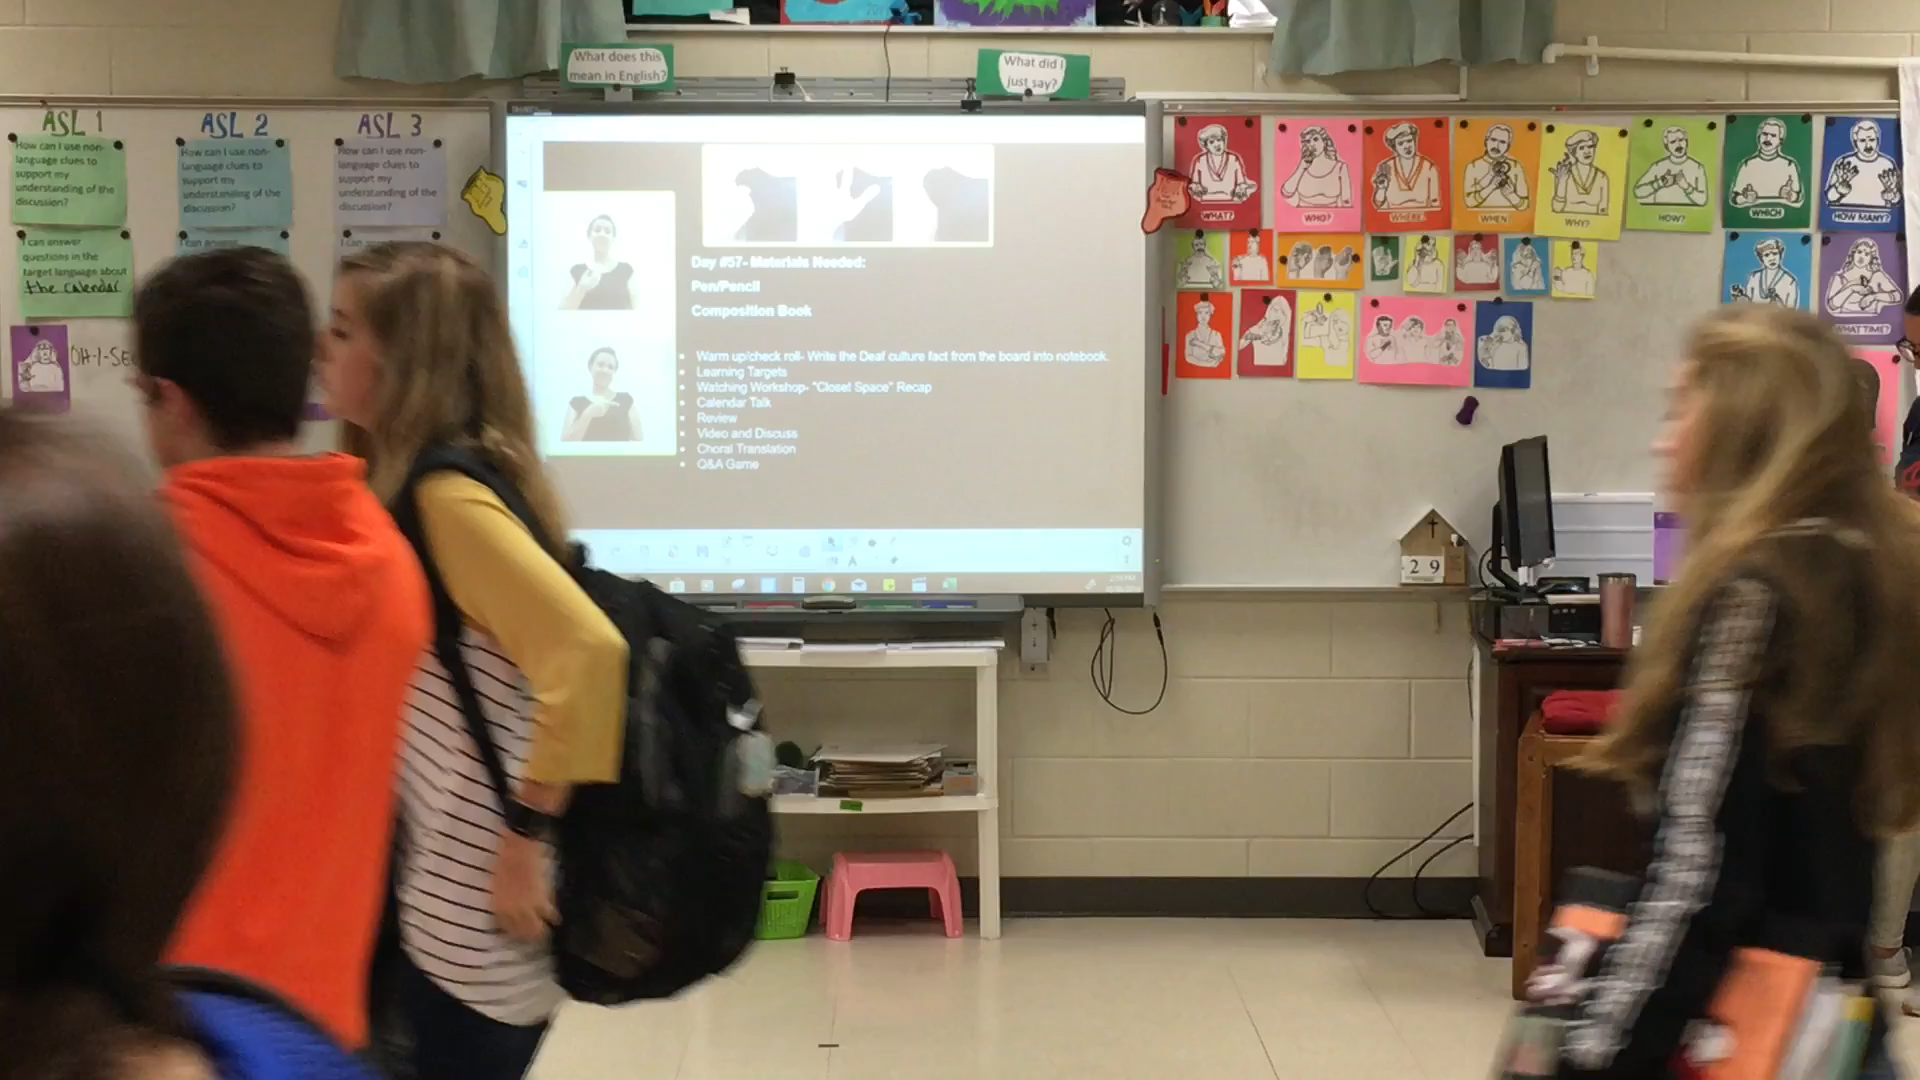 What does this
mean in English?
What did I
just say?
ASL 1
ASL 2
ASL 3
How can I use non-
language clues to
support my
understanding of the
discussion?
How can I use non-
language clues to
support my
understanding of the
discussion?
How can I use non-
language clues to
support my
understanding of the
discussion?
I can answer
questions in the
target language about
the calendar
I can answer
I can
OH-I-SEE
Day #57- Materials Needed:
Pen/Pencil
Composition Book
• Warm up/check roll- Write the Deaf culture fact from the board into notebook.
• Learning Targets
• Watching Workshop- "Closet Space" Recap
• Calendar Talk
• Review
• Video and Discuss
• Choral Translation
• Q&A Game
WHAT?
WHO?
WHERE?
WHEN
WHY?
HOW?
WHICH
HOW MANY?
WHAT TIME?
29